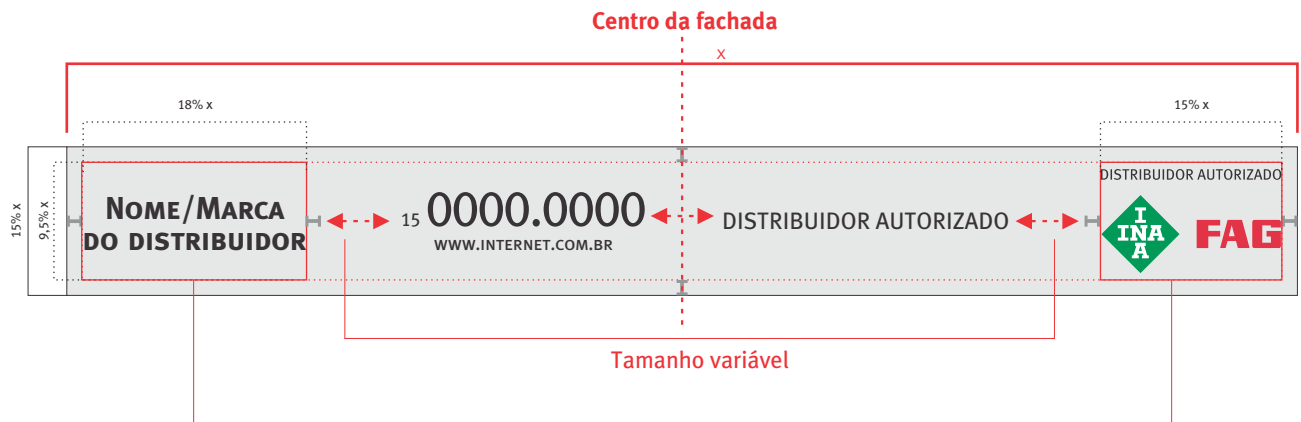 Centro da fachada
x
18% x
15% x
15% x
9,5% x
NOME/MARCA
DO DISTRIBUIDOR
15 0000.0000
WWW.INTERNET.COM.BR
DISTRIBUIDOR AUTORIZADO
DISTRIBUIDOR AUTORIZADO
INA
INA
FAG
Tamanho variável